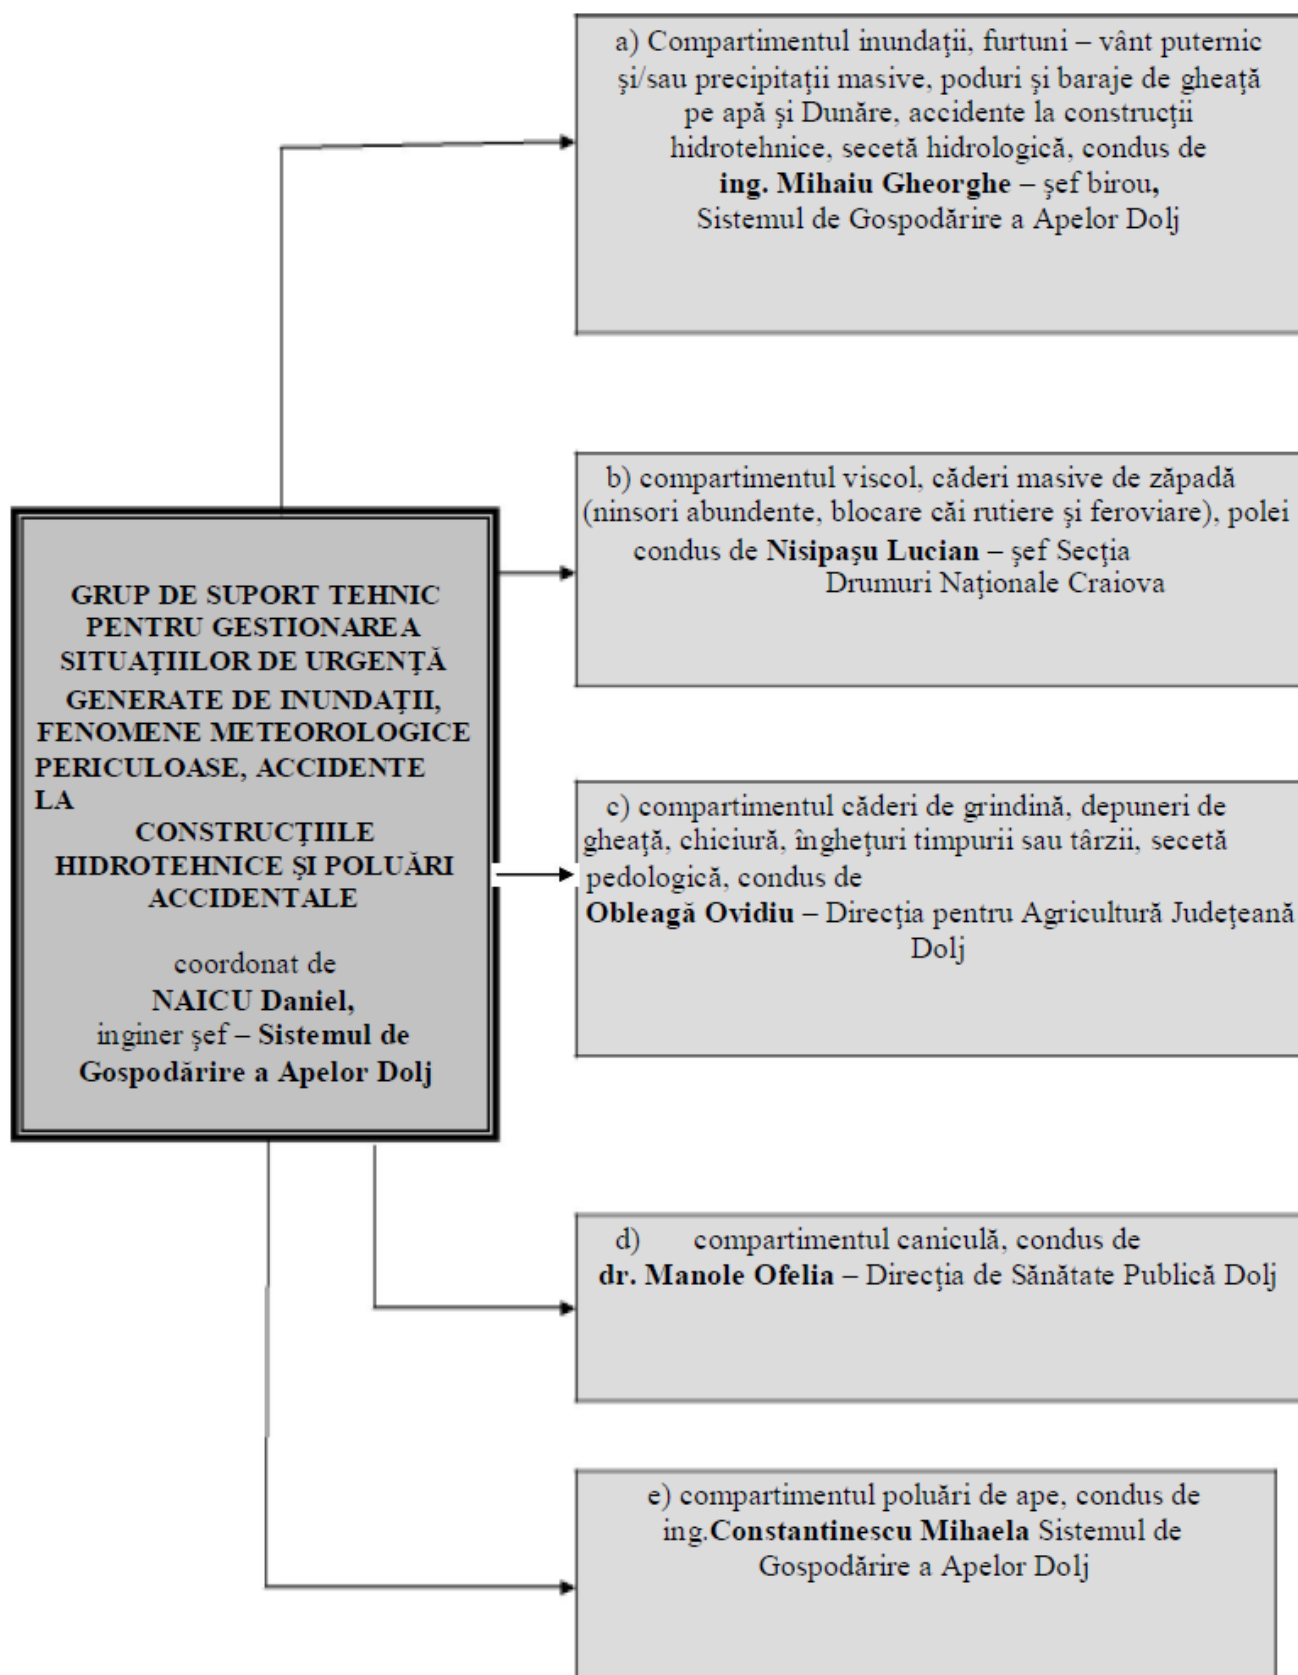 a) Compartimentul inundaţii, furtuni – vânt puternic
şi/sau precipitaţii masive, poduri şi baraje de gheaţă
pe apă şi Dunăre, accidente la construcţii
hidrotehnice, secetă hidrologică, condus de
ing. Mihaiu Gheorghe – şef birou,
Sistemul de Gospodărire a Apelor Dolj
b) compartimentul viscol, căderi masive de zăpadă
(ninsori abundente, blocare căi rutiere şi feroviare), polei
condus de Nisipaşu Lucian – şef Secţia
Drumuri Naţionale Craiova
GRUP DE SUPORT TEHNIC
PENTRU GESTIONAREA
SITUAŢIILOR DE URGENŢĂ
GENERATE DE INUNDAŢII,
FENOMENE METEOROLOGICE
PERICULOASE, ACCIDENTE
LA
CONSTRUCŢIILE
HIDROTEHNICE ŞI POLUĂRI
ACCIDENTALE
coordonat de
NAICU Daniel,
inginer şef – Sistemul de
Gospodărire a Apelor Dolj
c) compartimentul căderi de grindină, depuneri de
gheaţă, chiciură, îngheţuri timpurii sau târzii, secetă
pedologică, condus de
Obleagă Ovidiu – Direcţia pentru Agricultură Judeţeană
Dolj
d) compartimentul caniculă, condus de
dr. Manole Ofelia – Direcţia de Sănătate Publică Dolj
e) compartimentul poluări de ape, condus de
ing.Constantinescu Mihaela Sistemul de
Gospodărire a Apelor Dolj